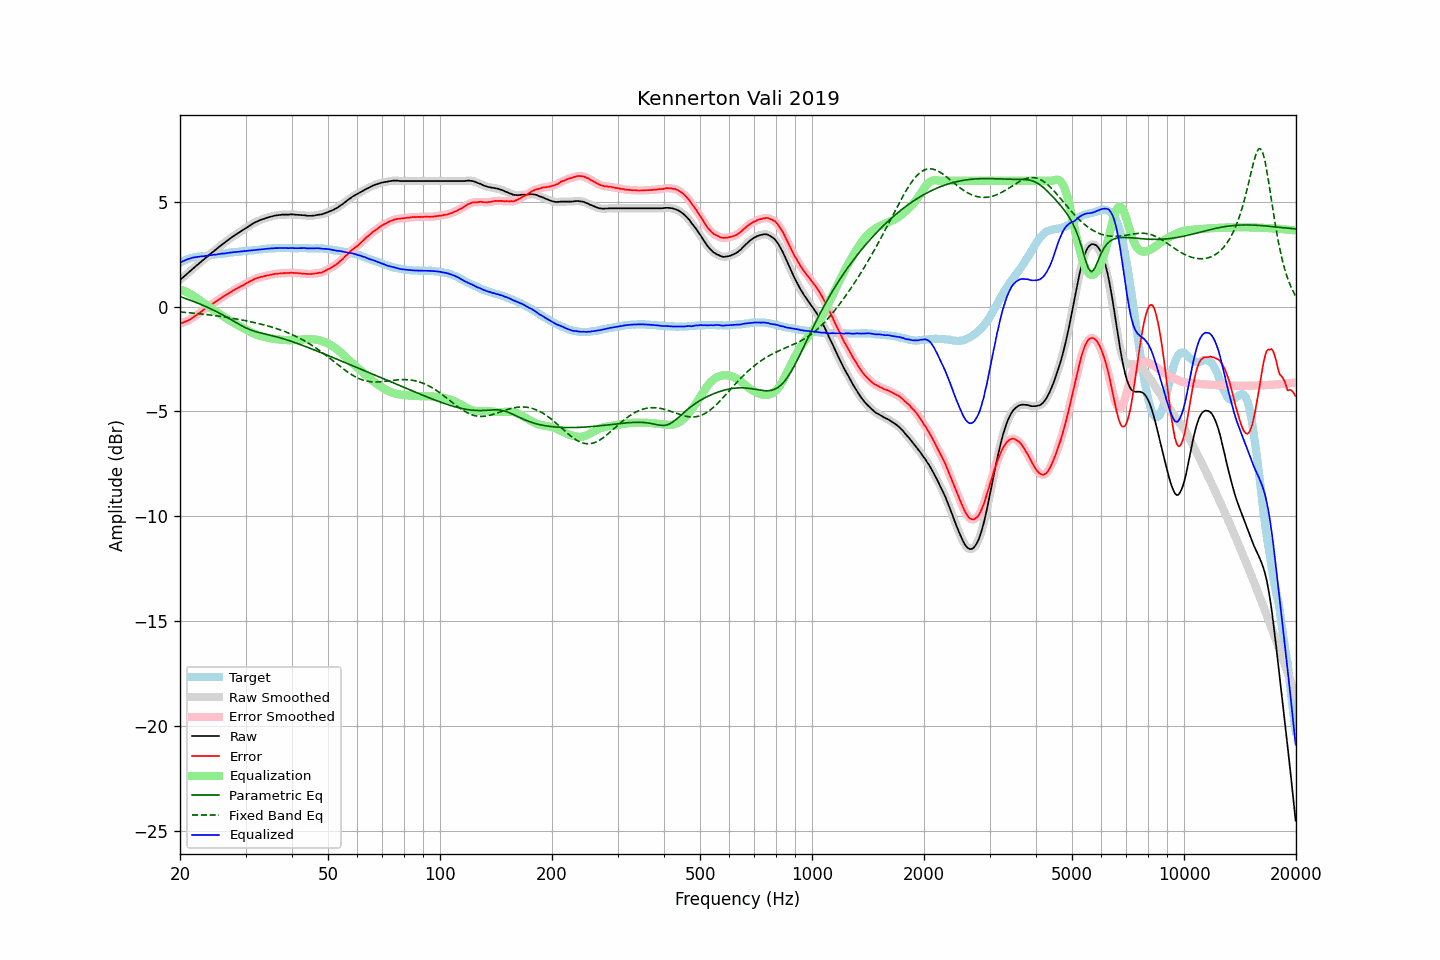 Kennerton Vali 2019
Amplitude (dBr)
5
0
−5
−10
−15
−20
−25
Target
Raw Smoothed
Error Smoothed
Raw
Error
Equalization
Parametric Eq
Fixed Band Eq
Equalized
20 50 100 200 500 1000 2000 5000 10000 20000
Frequency (Hz)